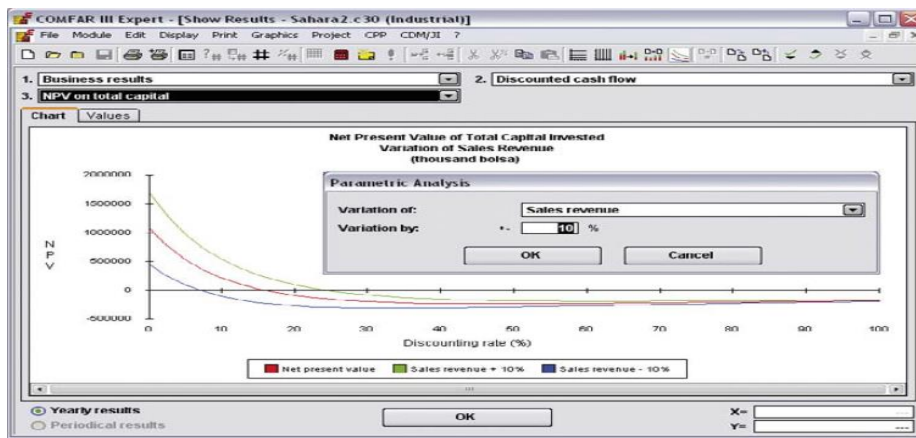 COMFAR III Expert - [Show Results - Sahara2.c30 (Industrial)]
File Module Edit Display Print Graphics Project CPP CDM/JI ?
1. Business results 2. Discounted cash flow
3. NPV on total capital
Chart Values
Net Present Value of Total Capital Invested
Variation of Sales Revenue
(thousand bolsa)
Parametric Analysis
Variation of: Sales revenue
Variation by: +- 10 %
OK Cancel
NPV
2000000
1500000
1000000
500000
0
-500000
0 10 20 30 40 50 60 70 80 90 100
Discounting rate (%)
Net present value Sales revenue + 10% Sales revenue - 10%
Yearly results
Periodical results
OK
X= ---
Y= ---